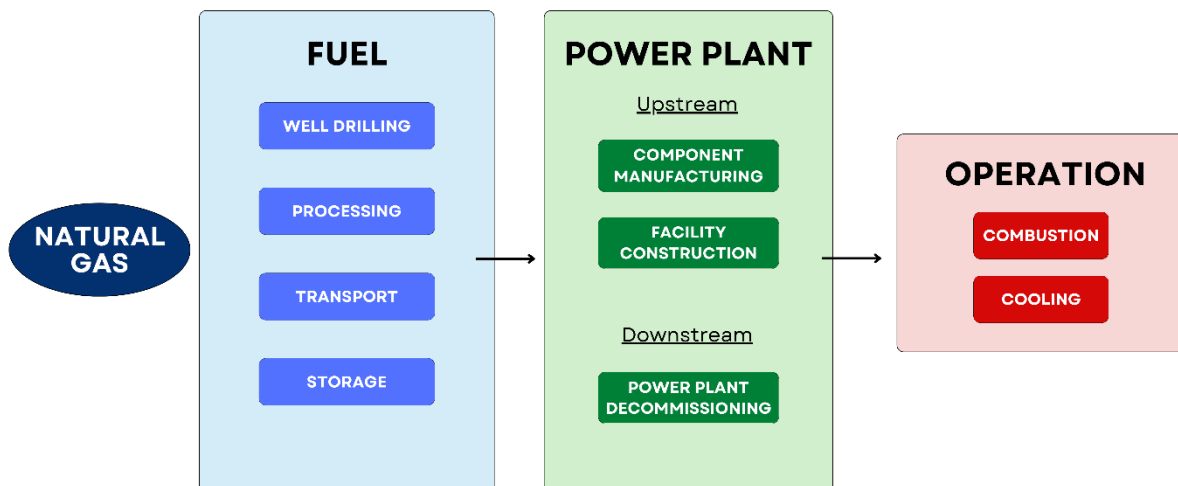 NATURAL
GAS
FUEL
WELL DRILLING
PROCESSING
TRANSPORT
STORAGE
POWER PLANT
Upstream
COMPONENT
MANUFACTURING
FACILITY
CONSTRUCTION
Downstream
POWER PLANT
DECOMMISSIONING
OPERATION
COMBUSTION
COOLING